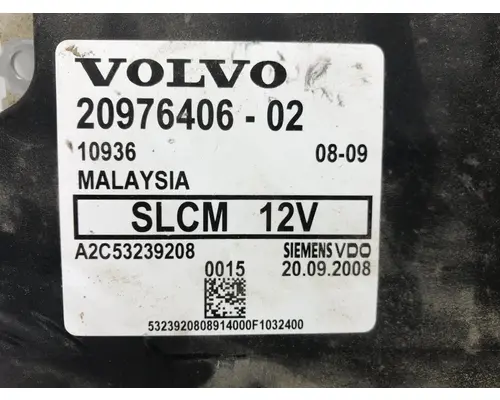 VOLVO
20976406 - 02
10936 08-09
MALAYSIA
SLCM 12V
A2C53239208 SIEMENS VDO
0015 20.09.2008
5323920808914000F1032400